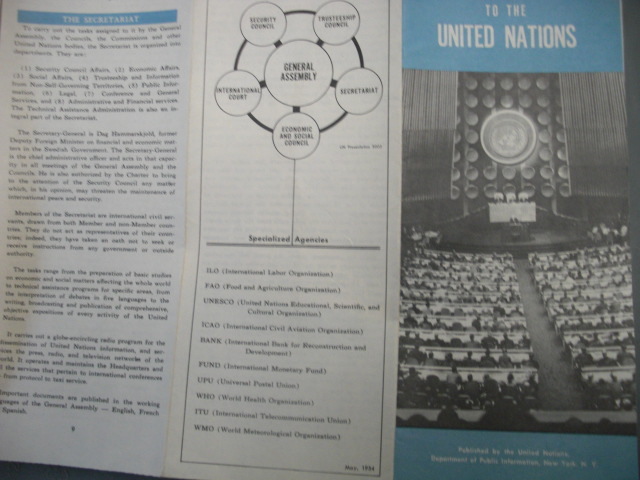 THE SECRETARIAT
To carry out the tasks assigned to it by the General
Assembly, the Councils, the Commissions and other
United Nations bodies, the Secretariat is organized into
departments. They are:
(1) Security Council Affairs, (2) Economic Affairs,
(3) Social Affairs, (4) Trusteeship and Information
from Non-Self-Governing Territories, (5) Public Infor-
mation, (6) Legal, (7) Conference and General
Services, and (8) Administrative and Financial services.
The Technical Assistance Administration is also an in-
tegral part of the Secretariat.
The Secretary-General is Dag Hammarskjold, former
Deputy Foreign Minister on financial and economic mat-
ters in the Swedish Government. The Secretary-General
is the chief administrative officer and acts in that capac-
ity in all meetings of the General Assembly and the
Councils. He is also authorized by the Charter to bring
to the attention of the Security Council any matter
which, in his opinion, may threaten the maintenance of
international peace and security.
Members of the Secretariat are international civil ser-
vants, drawn from both Member and non-Member coun-
tries. They do not act as representatives of their coun-
tries; indeed, they have taken an oath not to seek or
receive instructions from any government or outside
authority.
The tasks range from the preparation of basic studies
on economic and social matters affecting the whole world
to technical assistance programs for specific areas, from
the interpretation of debates in five languages to the
writing, broadcasting and publication of comprehensive,
objective expositions of every activity of the United
Nations.
It carries out a globe-encircling radio program for the
dissemination of United Nations information, and ser-
vices the press, radio, and television networks of the
world. It operates and maintains the Headquarters and
the services that pertain to international conferences
from protocol to taxi service.
Important documents are published in the working
guages of the General Assembly — English, French
Spanish.
SECURITY
COUNCIL
TRUSTEESHIP
COUNCIL
GENERAL
ASSEMBLY
INTERNATIONAL
COURT
SECRETARIAT
ECONOMIC
AND SOCIAL
COUNCIL
Specialized Agencies
ILO (International Labor Organization)
FAO (Food and Agriculture Organization)
UNESCO (United Nations Educational, Scientific, and
Cultural Organization)
ICAO (International Civil Aviation Organization)
BANK (International Bank for Reconstruction and
Development)
FUND (International Monetary Fund)
UPU (Universal Postal Union)
WHO (World Health Organization)
ITU (International Telecommunication Union)
WMO (World Meteorological Organization)
May, 1954
TO THE
UNITED NATIONS
Published by the United Nations,
Department of Public Information, New York, N. Y.